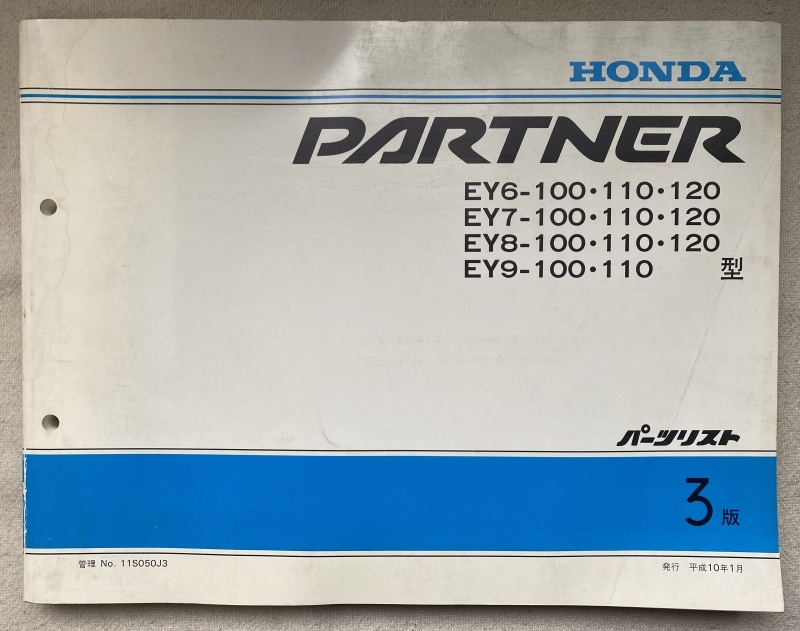 HONDA
PARTNER
EY6-100・110・120
EY7-100・110・120
EY8-100・110・120
EY9-100・110 型
パーツリスト
3版
管理 No. 11S050J3
発行 平成10年1月